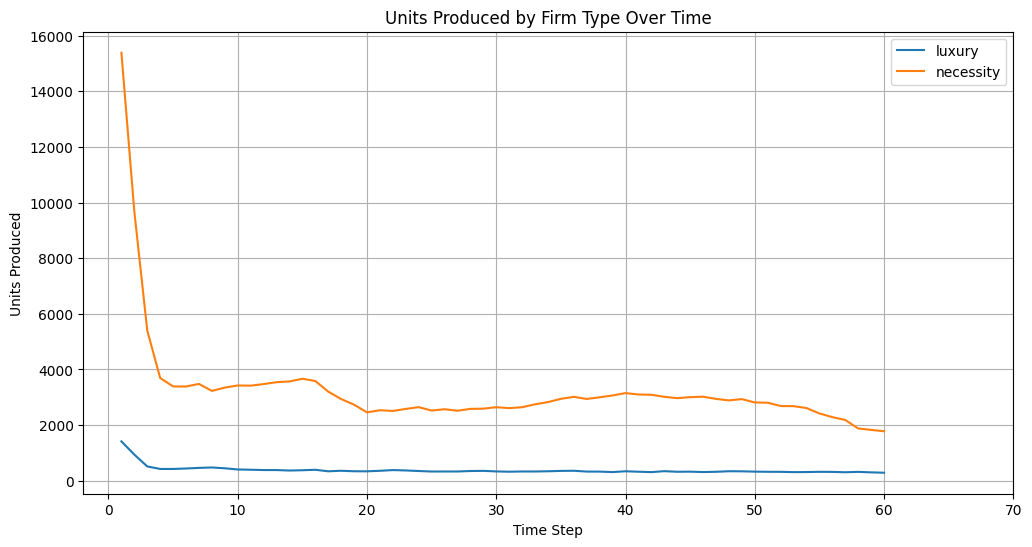 Units Produced by Firm Type Over Time
luxury
necessity
Units Produced
16000
14000
12000
10000
8000
6000
4000
2000
0
0 10 20 30 40 50 60 70
Time Step